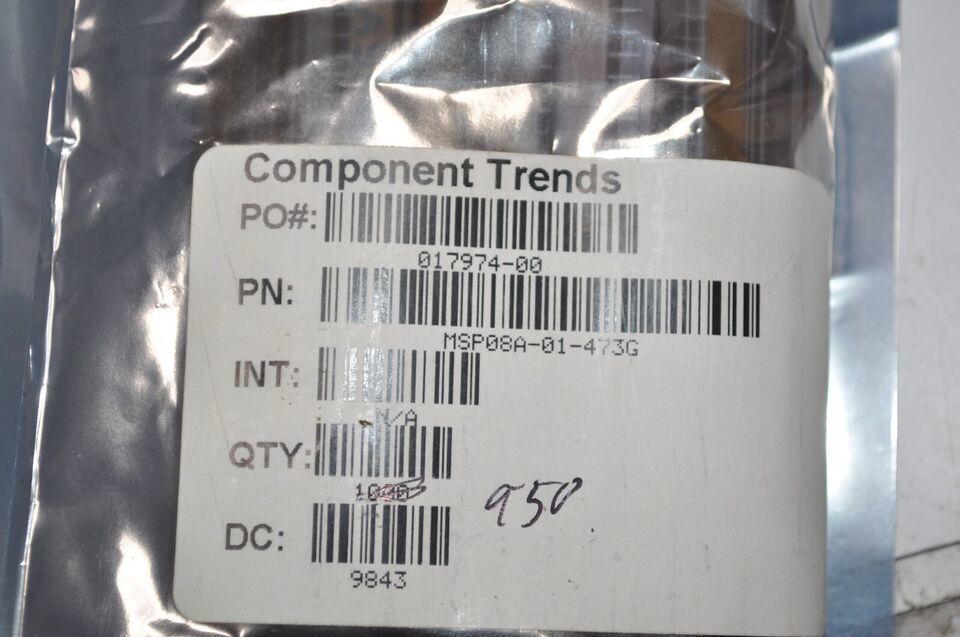 Component Trends
PO#:
017974-00
PN:
MSP08A-01-473G
INT:
N/A
QTY:
1000
950
DC:
9843